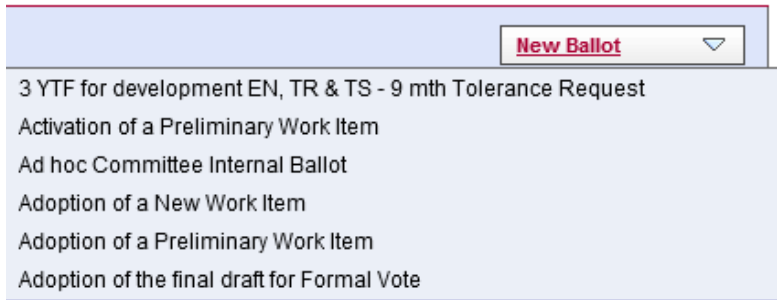 New Ballot
3 YTF for development EN, TR & TS - 9 mth Tolerance Request
Activation of a Preliminary Work Item
Ad hoc Committee Internal Ballot
Adoption of a New Work Item
Adoption of a Preliminary Work Item
Adoption of the final draft for Formal Vote